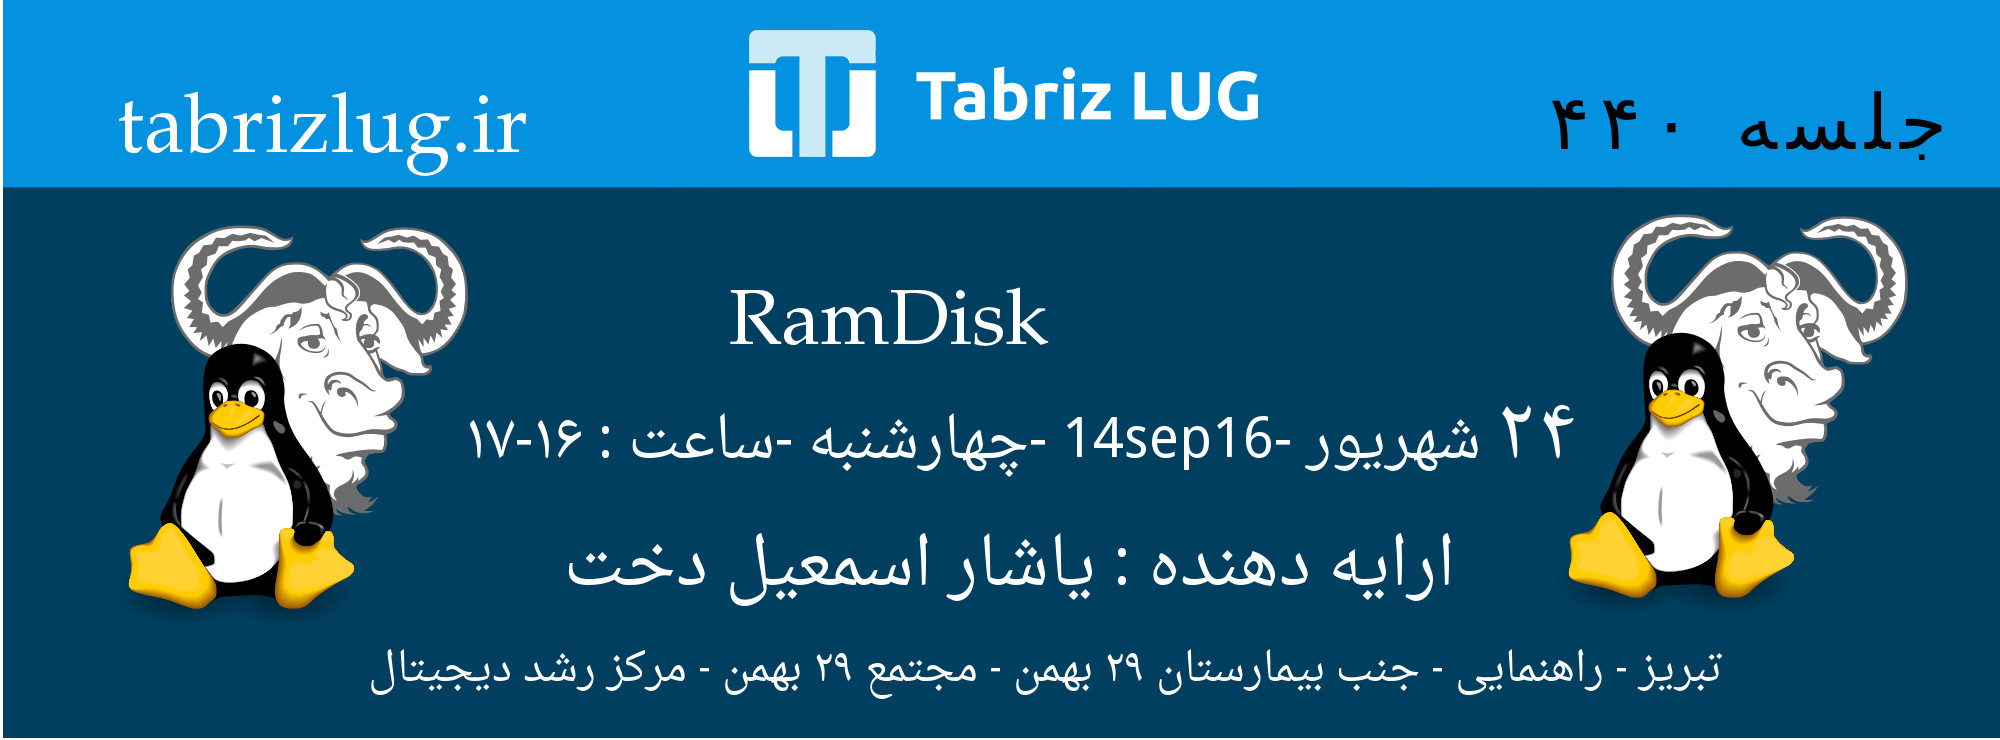 tabrizlug.ir
Tabriz LUG
جلسه ۴۴۰
RamDisk
۲۴ شهریور -14sep16 -چهارشنبه -ساعت : ۱۶-۱۷
ارایه دهنده : یاشار اسمعیل دخت
تبریز - راهنمایی - جنب بیمارستان ۲۹ بهمن - مجتمع ۲۹ بهمن - مرکز رشد دیجیتال